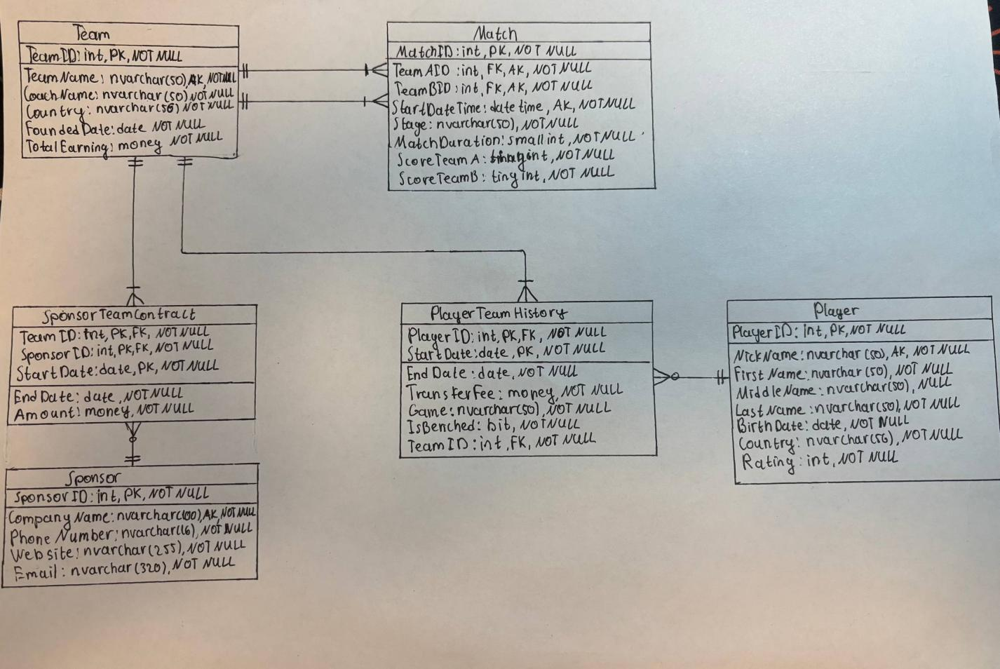 Team
TeamID: int, PK, NOT NULL
TeamName: nvarchar(50), AK, NOT NULL
CoachName: nvarchar(50) NOT NULL
Country: nvarchar(56) NOT NULL
FoundedDate: date NOT NULL
TotalEarning: money NOT NULL
Match
MatchID: int, PK, NOT NULL
TeamAID: int, FK, AK, NOT NULL
TeamBID: int, FK, AK, NOT NULL
StartDateTime: datetime, AK, NOT NULL
Stage: nvarchar(50), NOT NULL
MatchDuration: smallint, NOT NULL
ScoreTeamA: tinyint, NOT NULL
ScoreTeamB: tinyint, NOT NULL
SponsorTeamContract
TeamID: int, PK, FK, NOT NULL
SponsorID: int, PK, FK, NOT NULL
StartDate: date, PK, NOT NULL
EndDate: date, NOT NULL
Amount: money, NOT NULL
PlayerTeamHistory
PlayerID: int, PK, FK, NOT NULL
StartDate: date, PK, NOT NULL
EndDate: date, NOT NULL
TransferFee: money, NOT NULL
Game: nvarchar(50), NOT NULL
IsBenched: bit, NOT NULL
TeamID: int, FK, NOT NULL
Player
PlayerID: int, PK, NOT NULL
NickName: nvarchar(50), AK, NOT NULL
FirstName: nvarchar(50), NOT NULL
MiddleName: nvarchar(50), NULL
LastName: nvarchar(50), NOT NULL
BirthDate: date, NOT NULL
Country: nvarchar(56), NOT NULL
Rating: int, NOT NULL
Sponsor
SponsorID: int, PK, NOT NULL
CompanyName: nvarchar(100), AK, NOT NULL
Phone Number: nvarchar(16), NOT NULL
Website: nvarchar(255), NOT NULL
Email: nvarchar(320), NOT NULL